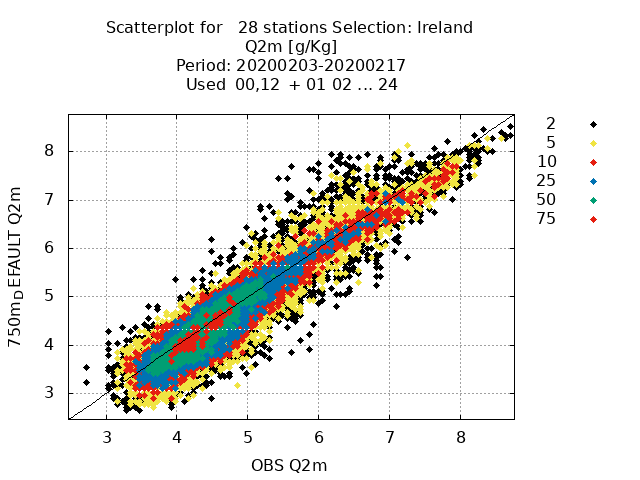 Scatterplot for 28 stations Selection: Ireland
Q2m [g/Kg]
Period: 20200203-20200217
Used 00,12 + 01 02 ... 24
2
5
10
25
50
75
8
7
6
5
4
3
750mDEFAULT Q2m
3 4 5 6 7 8
OBS Q2m